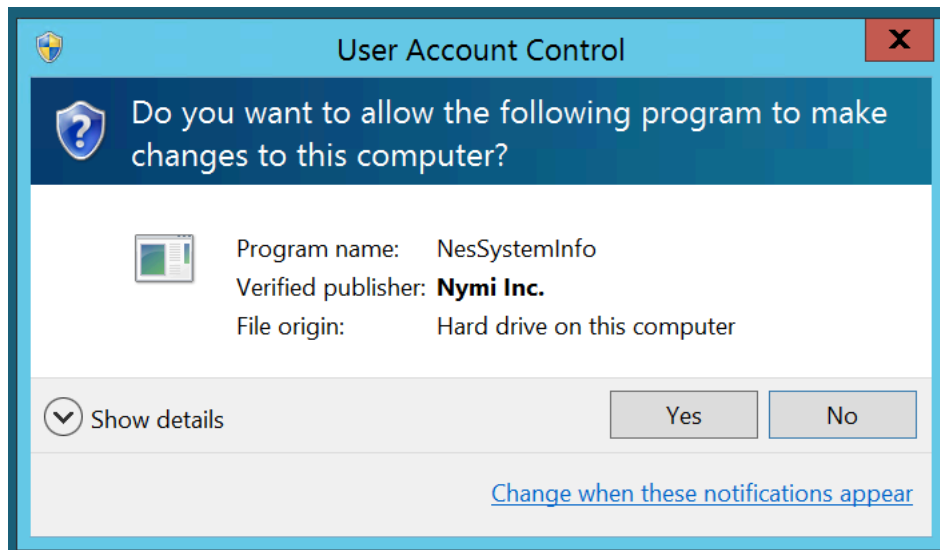 User Account Control
Do you want to allow the following program to make
changes to this computer?
Program name: NesSystemInfo
Verified publisher: Nymi Inc.
File origin: Hard drive on this computer
Show details
Yes
No
Change when these notifications appear